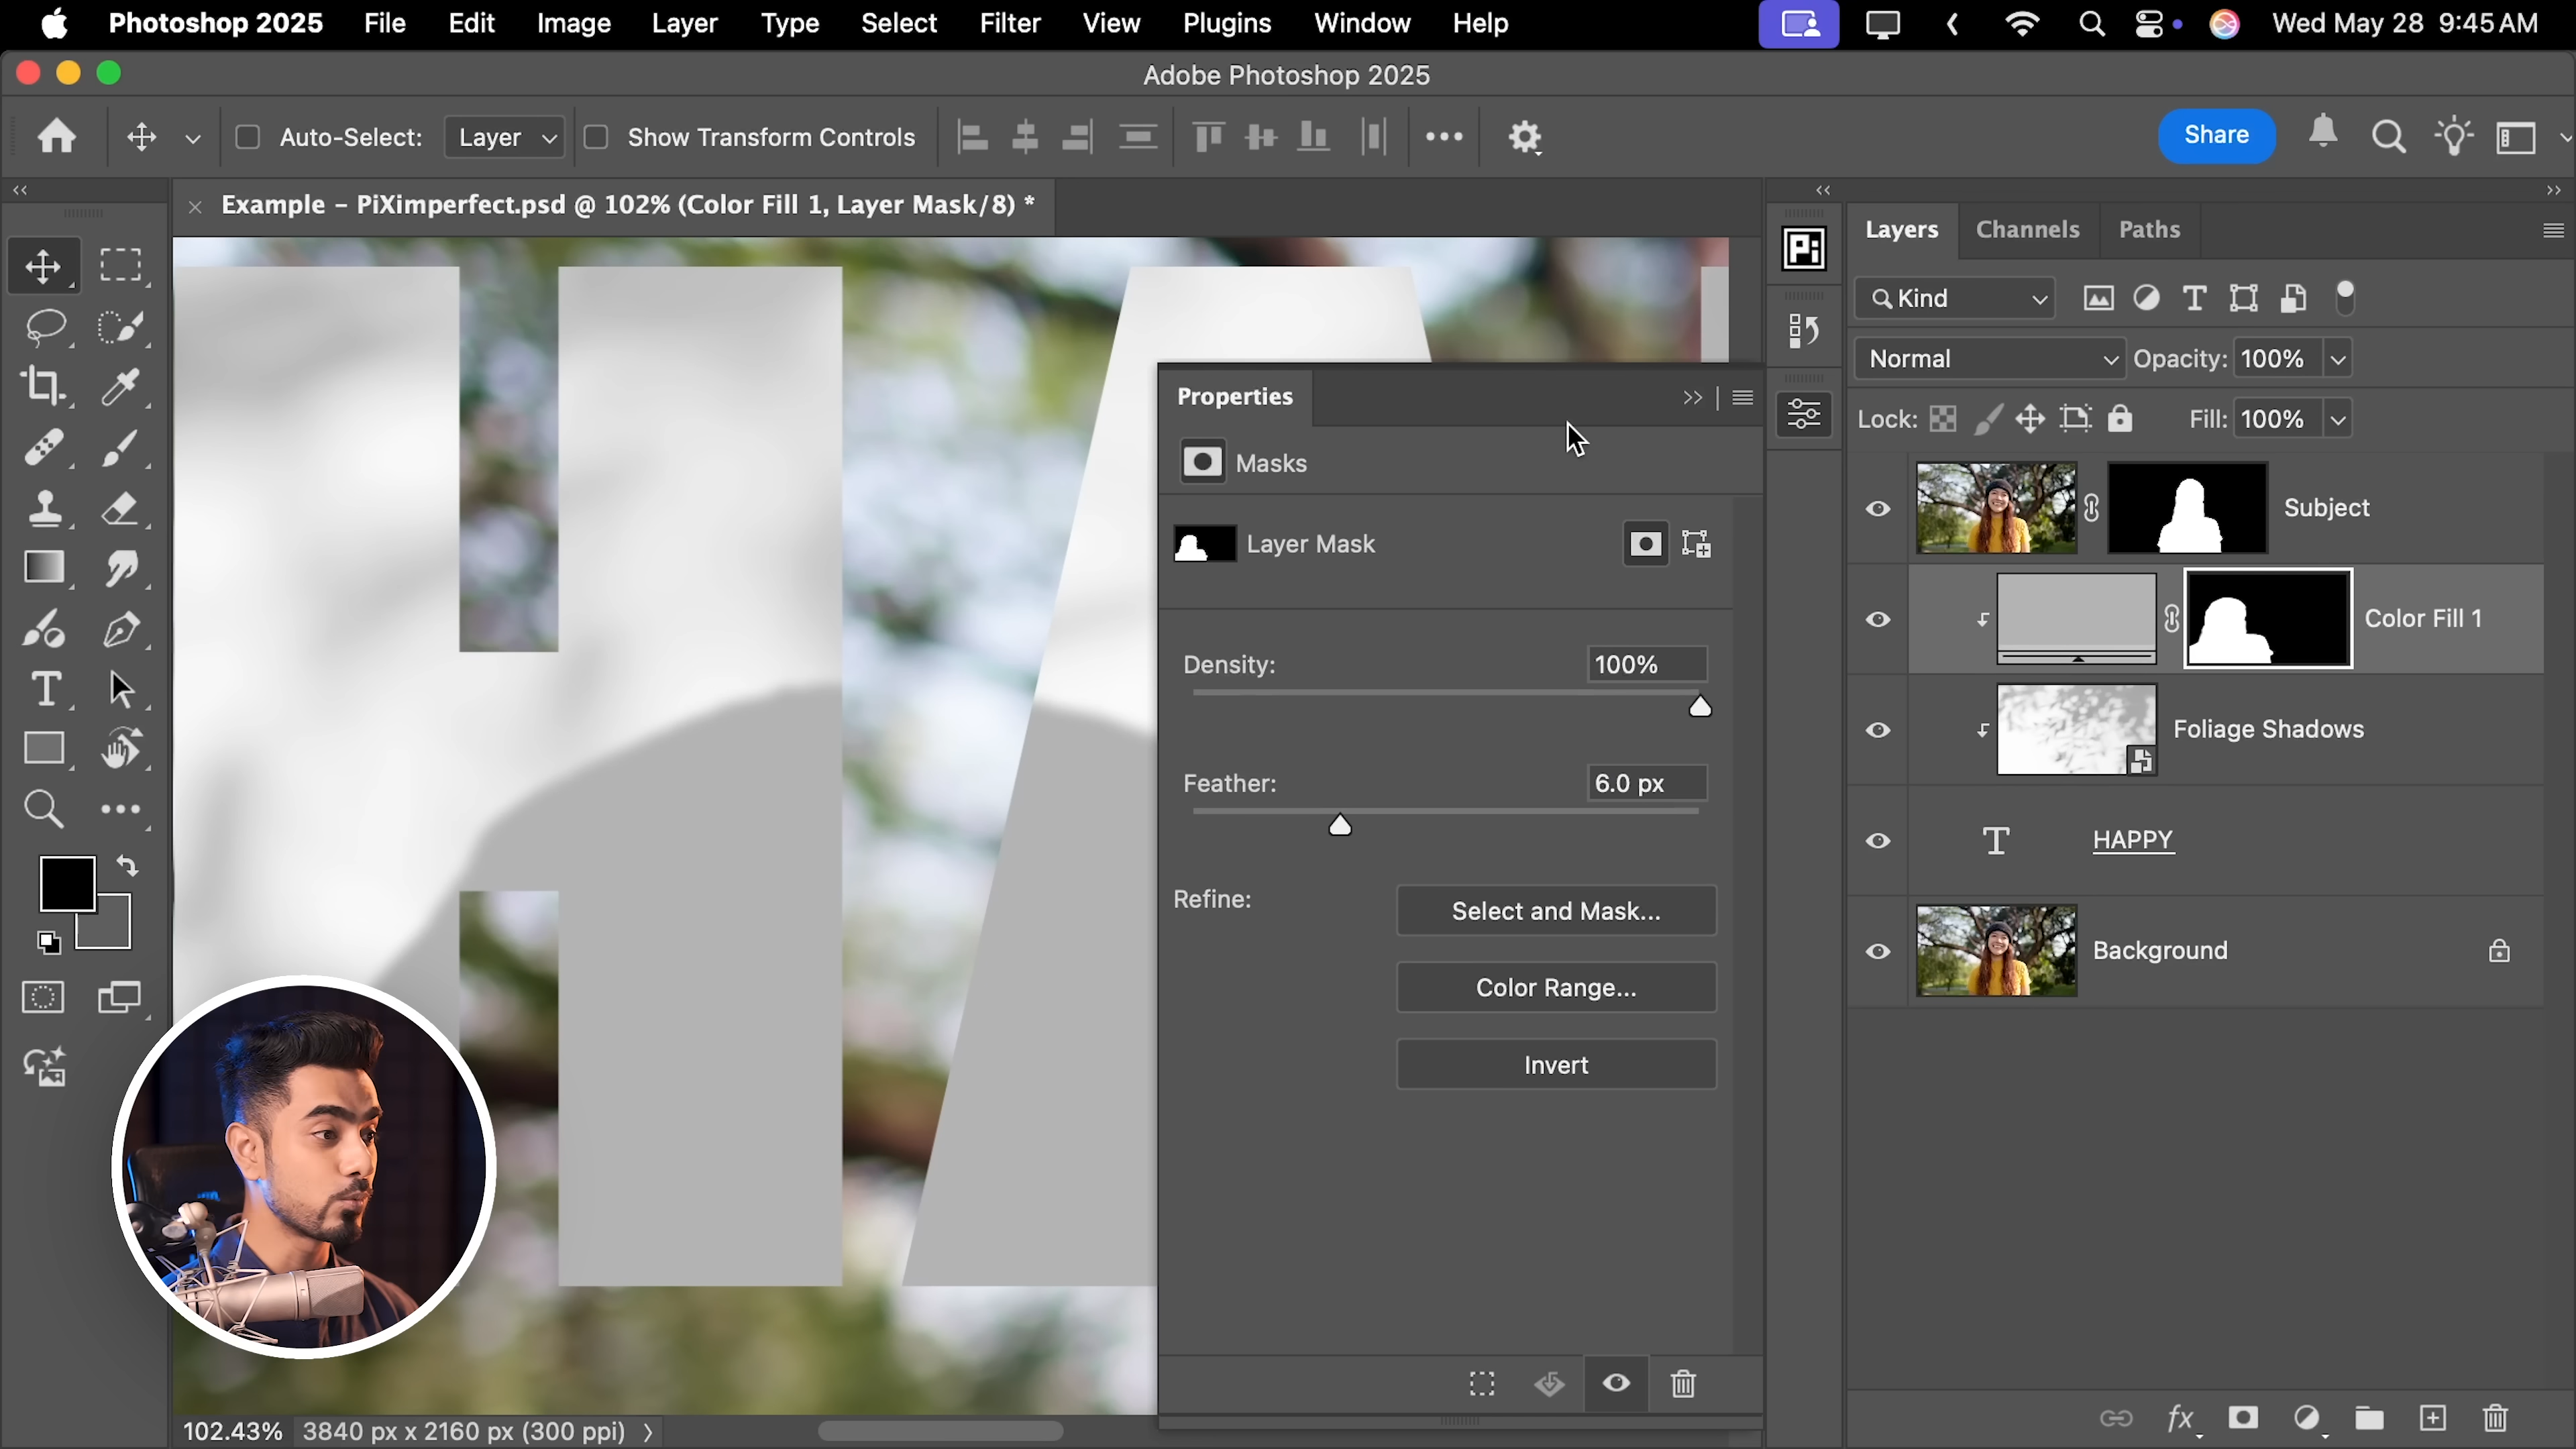 Photoshop 2025 File Edit Image Layer Type Select Filter View Plugins Window Help Wed May 28 9:45 AM
Adobe Photoshop 2025
Auto-Select: Layer Show Transform Controls Share
Example - PiXimperfect.psd @ 102% (Color Fill 1, Layer Mask/8) *
Pi
Layers Channels Paths
Kind
Normal Opacity: 100%
Lock: Fill: 100%
Properties
Masks
Layer Mask
Density: 100%
Feather: 6.0 px
Refine: Select and Mask...
Color Range...
Invert
Subject
Color Fill 1
Foliage Shadows
T HAPPY
Background
102.43% 3840 px x 2160 px (300 ppi)
fx